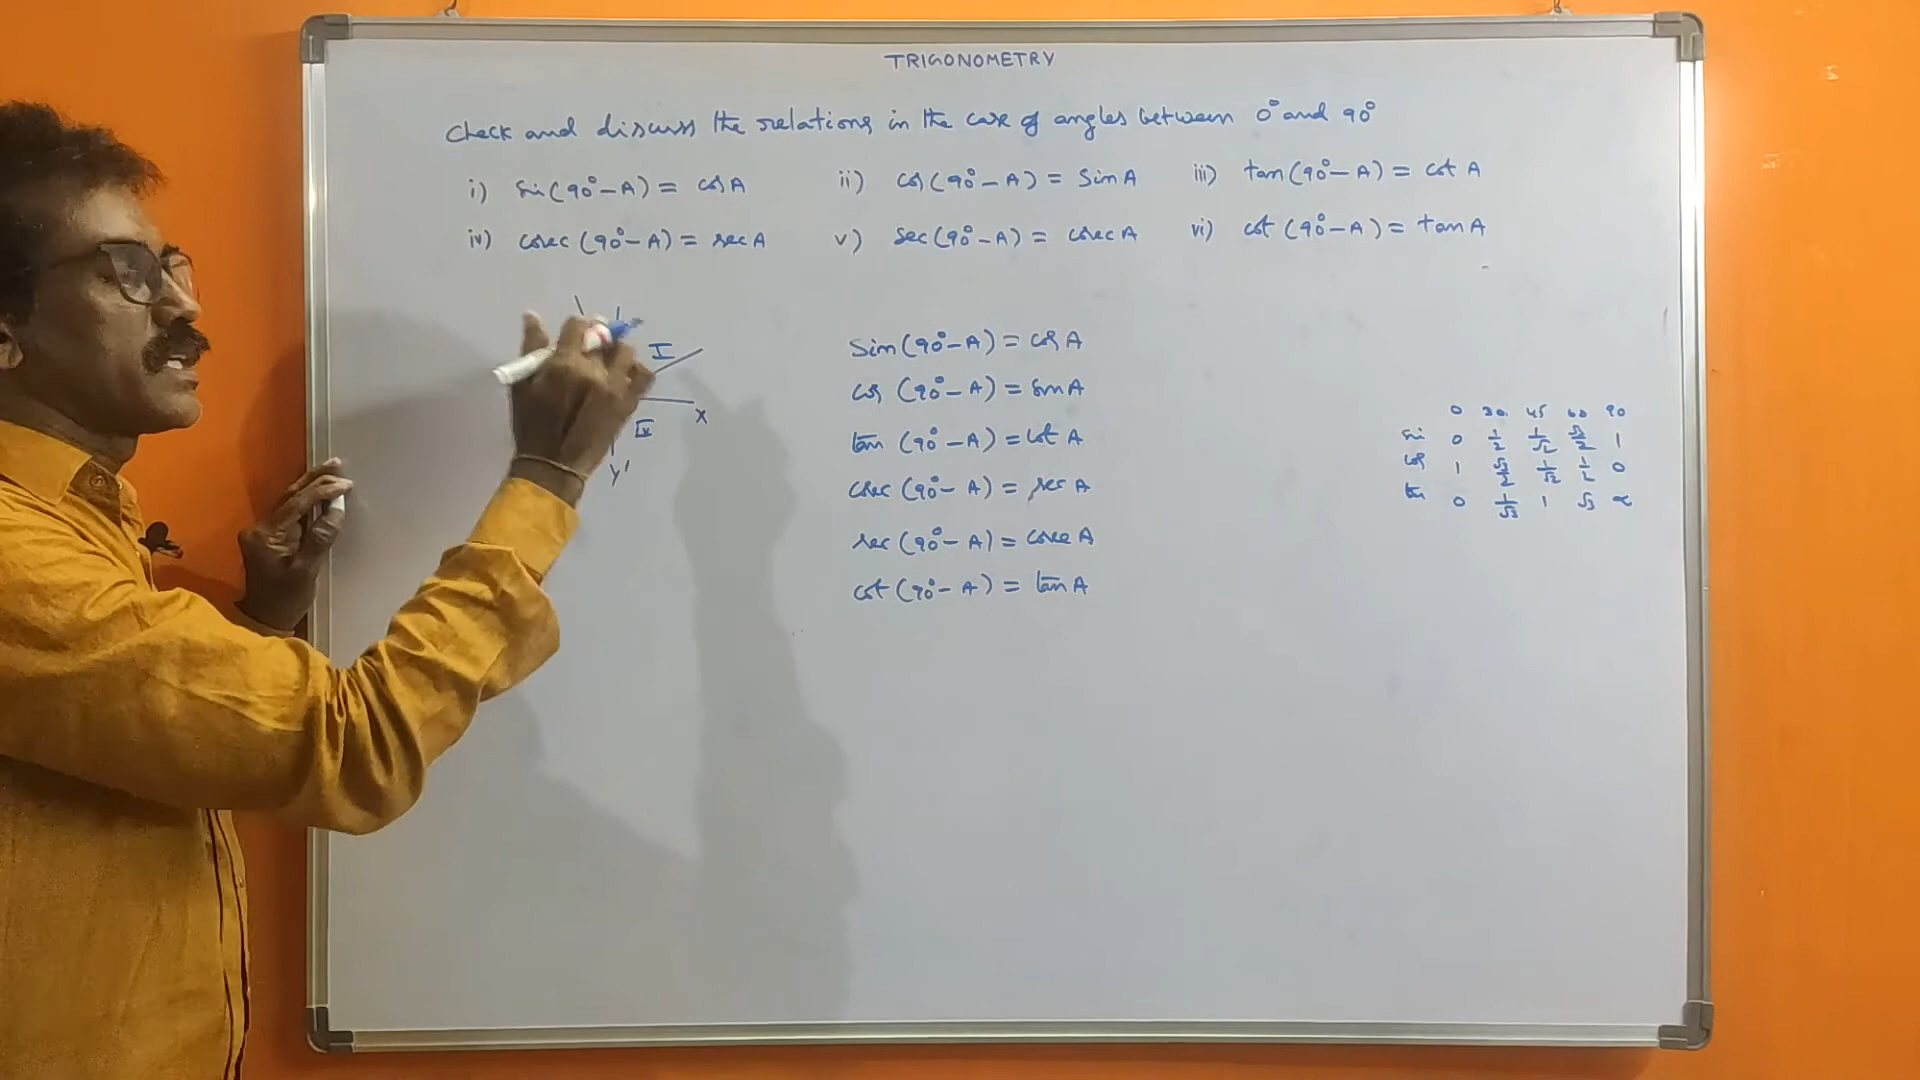 TRIGONOMETRY
Check and discuss the relations in the case of angles between 0° and 90°
i) sin(90°-A) = cos A ii) cos(90°-A) = Sin A iii) tan(90°-A) = cot A
iv) cosec(90°-A) = sec A v) sec(90°-A) = cosec A vi) cot(90°-A) = tan A
I
X
IV
Y'
Sin(90°-A) = cos A
cos(90°-A) = sin A
tan(90°-A) = cot A
cosec(90°-A) = sec A
sec(90°-A) = cosec A
cot(90°-A) = tan A
0 30 45 60 90
sin 0 1/2 1/√2 √3/2 1
cos 1 √3/2 1/√2 1/2 0
tan 0 1/√3 1 √3 ∝